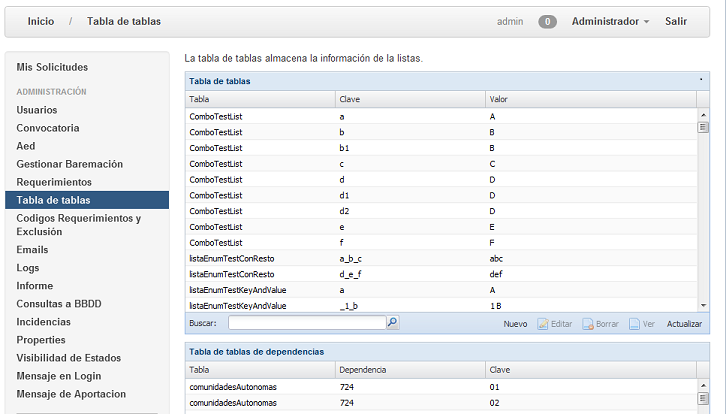 Inicio / Tabla de tablas admin 0 Administrador Salir
Mis Solicitudes
ADMINISTRACIÓN
Usuarios
Convocatoria
Aed
Gestionar Baremación
Requerimientos
Tabla de tablas
Codigos Requerimientos y
Exclusión
Emails
Logs
Informe
Consultas a BBDD
Incidencias
Properties
Visibilidad de Estados
Mensaje en Login
Mensaje de Aportacion
La tabla de tablas almacena la información de la listas.
Tabla de tablas
Tabla Clave Valor
ComboTestList a A
ComboTestList b B
ComboTestList b1 B
ComboTestList c C
ComboTestList d D
ComboTestList d1 D
ComboTestList d2 D
ComboTestList e E
ComboTestList f F
listaEnumTestConResto a_b_c abc
listaEnumTestConResto d_e_f def
listaEnumTestKeyAndValue a A
listaEnumTestKeyAndValue _1_b 1 B
Buscar: Nuevo Editar Borrar Ver Actualizar
Tabla de tablas de dependencias
Tabla Dependencia Clave
comunidadesAutonomas 724 01
comunidadesAutonomas 724 02